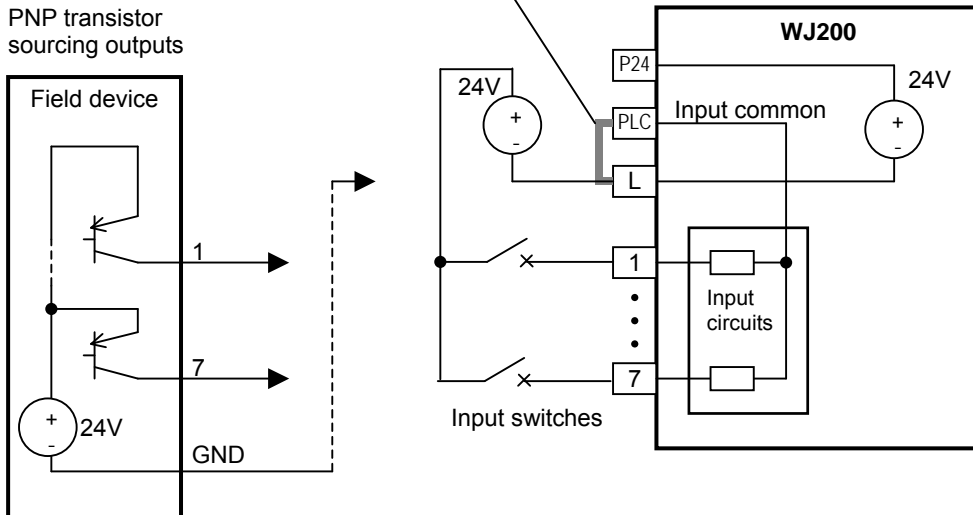 PNP transistor
sourcing outputs
Field device
1
7
+
-
24V
GND
WJ200
P24
24V
+
-
PLC
Input common
24V
+
-
L
1
Input
circuits
7
Input switches